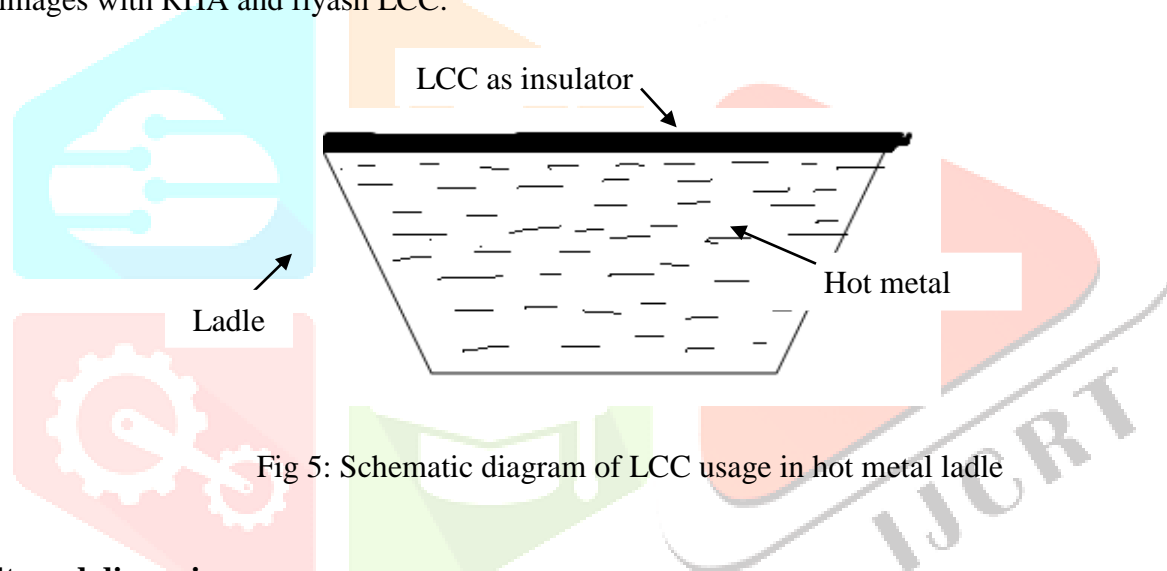 images with RHA and flyash LCC.
LCC as insulator
Hot metal
Ladle
Fig 5: Schematic diagram of LCC usage in hot metal ladle
IJCRT